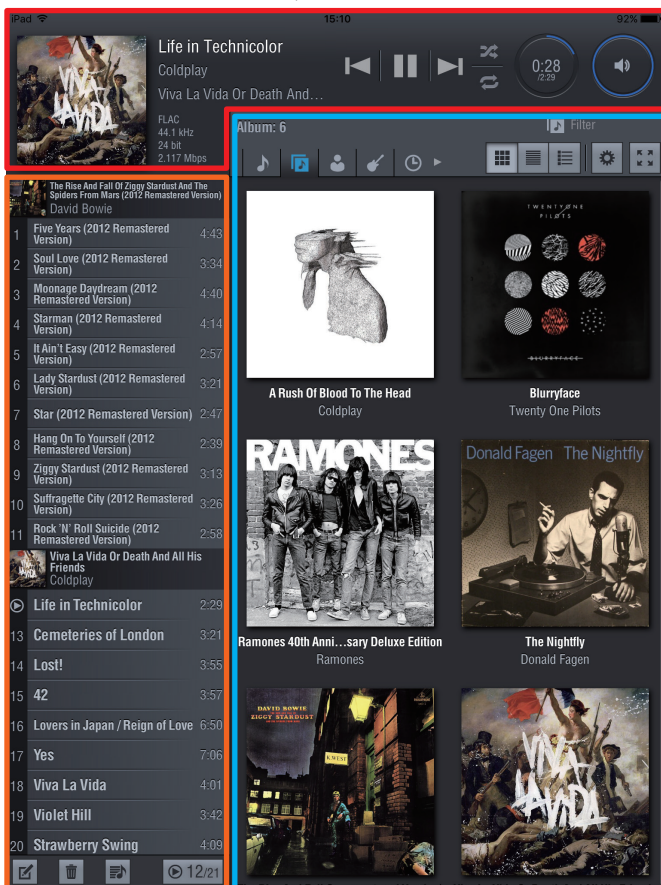 iPad
15:10
92%
Life in Technicolor
Coldplay
Viva La Vida Or Death And...
FLAC
44.1 kHz
24 bit
2.117 Mbps
0:28
/2:29
VIVA
LA VIDA
Album: 6
Filter
The Rise And Fall Of Ziggy Stardust And The
Spiders From Mars (2012 Remastered Version)
David Bowie
1 Five Years (2012 Remastered
Version) 4:43
2 Soul Love (2012 Remastered
Version) 3:34
3 Moonage Daydream (2012
Remastered Version) 4:40
4 Starman (2012 Remastered
Version) 4:14
5 It Ain't Easy (2012 Remastered
Version) 2:57
6 Lady Stardust (2012 Remastered
Version) 3:21
7 Star (2012 Remastered Version) 2:47
8 Hang On To Yourself (2012
Remastered Version) 2:39
9 Ziggy Stardust (2012 Remastered
Version) 3:13
10 Suffragette City (2012 Remastered
Version) 3:26
11 Rock 'N' Roll Suicide (2012
Remastered Version) 2:58
Viva La Vida Or Death And All His
Friends
Coldplay
Life in Technicolor 2:29
13 Cemeteries of London 3:21
14 Lost! 3:55
15 42 3:57
16 Lovers in Japan / Reign of Love 6:50
17 Yes 7:06
18 Viva La Vida 4:01
19 Violet Hill 3:42
20 Strawberry Swing 4:09
12/21
A Rush Of Blood To The Head
Coldplay
TWENTY ONE
PILOTS
BLURRYFACE
Blurryface
Twenty One Pilots
RAMONES
Ramones 40th Anni...sary Deluxe Edition
Ramones
Donald Fagen The Nightfly
The Nightfly
Donald Fagen
DAVID BOWIE
ZIGGY STARDUST
K.WEST
VIVA
LA VIDA